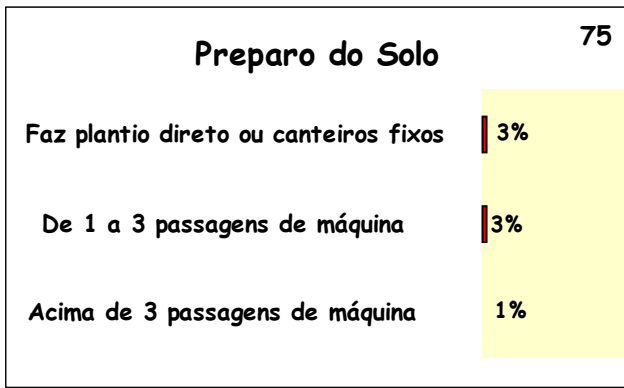 75
Preparo do Solo
Faz plantio direto ou canteiros fixos 3%
De 1 a 3 passagens de máquina 3%
Acima de 3 passagens de máquina 1%